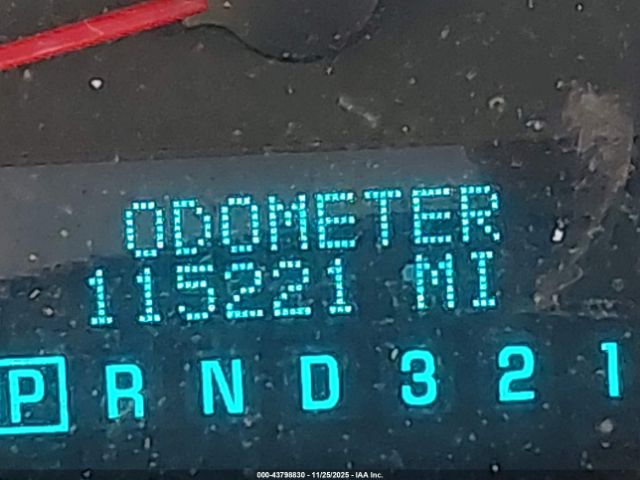 ODOMETER
115221 MI
P R N D 3 2 1
000-43798830 - 11/25/2025 - IAA Inc.